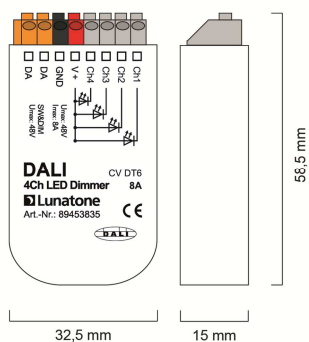 DA
DA
GND
V+
Ch4
Ch3
Ch2
Ch1
Umax: 48V
Imax: 8A
SW&DIM
Umax: 48V
DALI CV DT6
4Ch LED Dimmer 8A
Lunatone
Art.-Nr.: 89453835 CE
DALI
58,5 mm
32,5 mm
15 mm